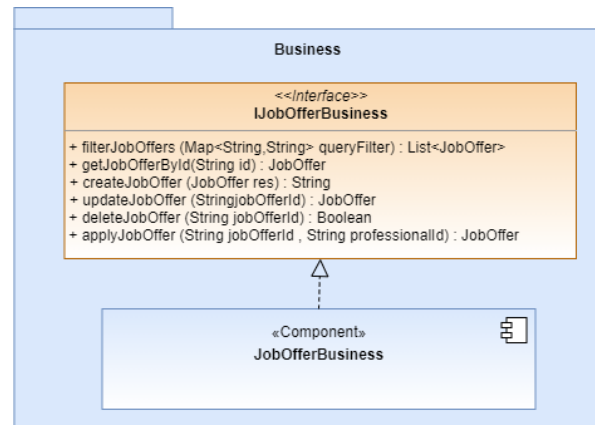 Business
<<Interface>>
IJobOfferBusiness
+ filterJobOffers (Map<String,String> queryFilter) : List<JobOffer>
+ getJobOfferById(String id) : JobOffer
+ createJobOffer (JobOffer res) : String
+ updateJobOffer (StringjobOfferId) : JobOffer
+ deleteJobOffer (String jobOfferId) : Boolean
+ applyJobOffer (String jobOfferId , String professionalId) : JobOffer
«Component»
JobOfferBusiness